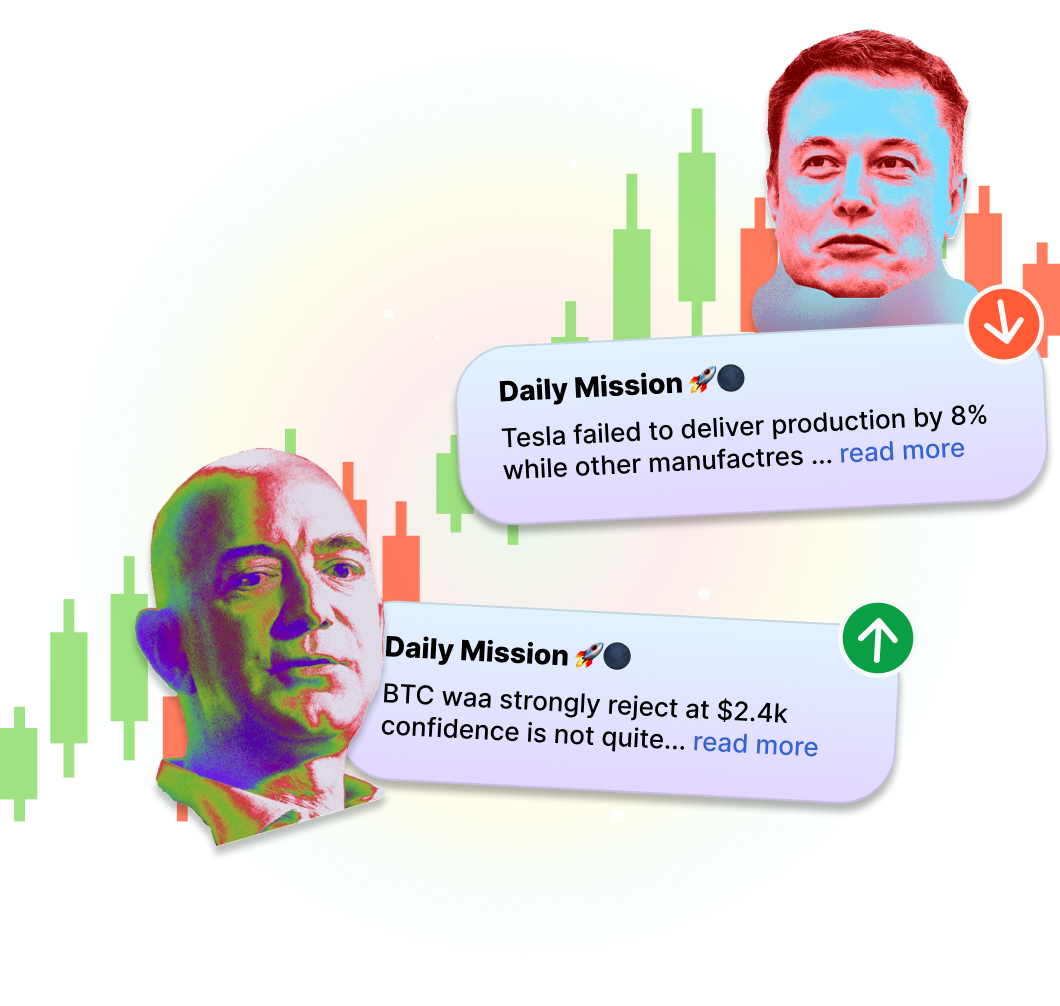 Daily Mission 🚀🌑
Tesla failed to deliver production by 8%
while other manufactres ... read more
Daily Mission 🚀🌑
BTC waa strongly reject at $2.4k
confidence is not quite... read more